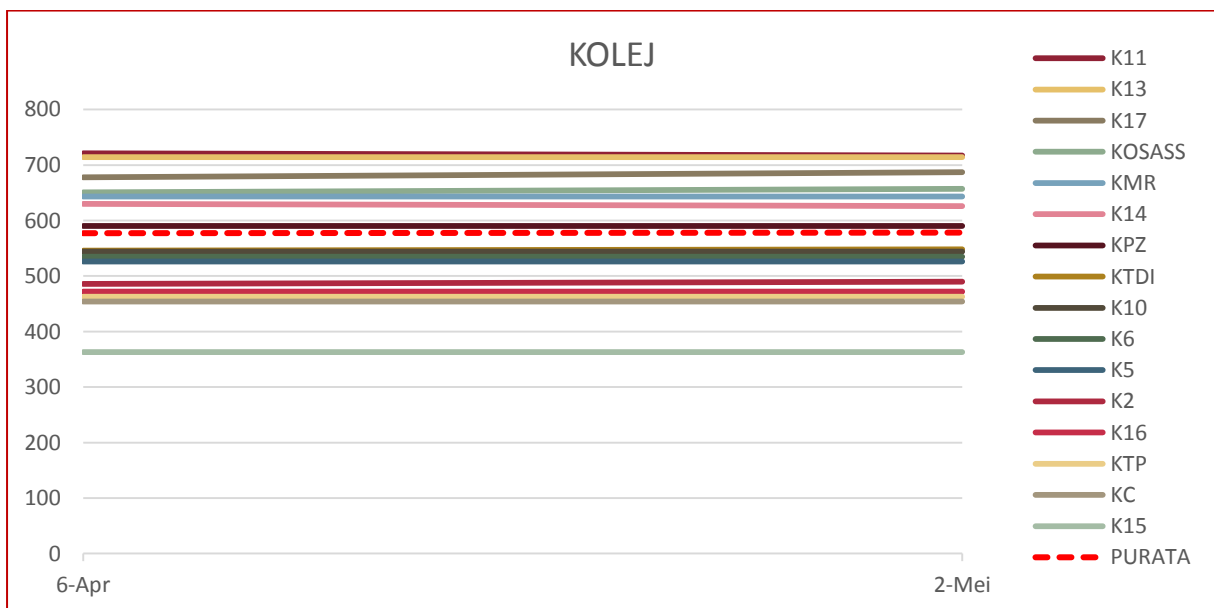 KOLEJ
800
700
600
500
400
300
200
100
0
6-Apr
2-Mei
K11
K13
K17
KOSASS
KMR
K14
KPZ
KTDI
K10
K6
K5
K2
K16
KTP
KC
K15
PURATA